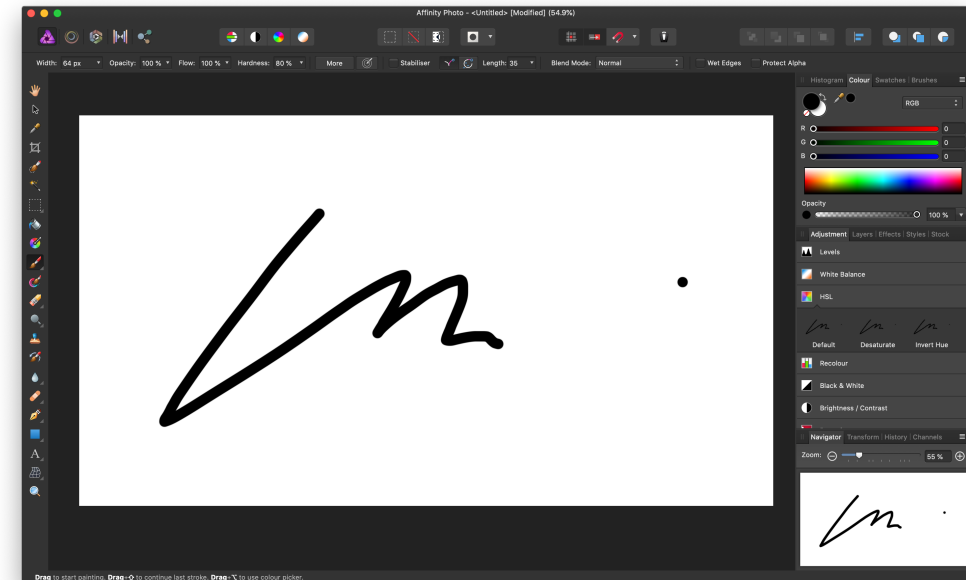 Affinity Photo - <Untitled> [Modified] (54.9%)
Width: 64 px Opacity: 100 % Flow: 100 % Hardness: 80 % More Stabiliser Length: 35 Blend Mode: Normal Wet Edges Protect Alpha
Histogram Colour Swatches Brushes
RGB
R 0
G 0
B 0
Opacity
100 %
Adjustment Layers Effects Styles Stock
Levels
White Balance
HSL
Default Desaturate Invert Hue
Recolour
Black & White
Brightness / Contrast
Navigator Transform History Channels
Zoom: 55 %
Drag to start painting. Drag+⇧ to continue last stroke. Drag+⌥ to use colour picker.